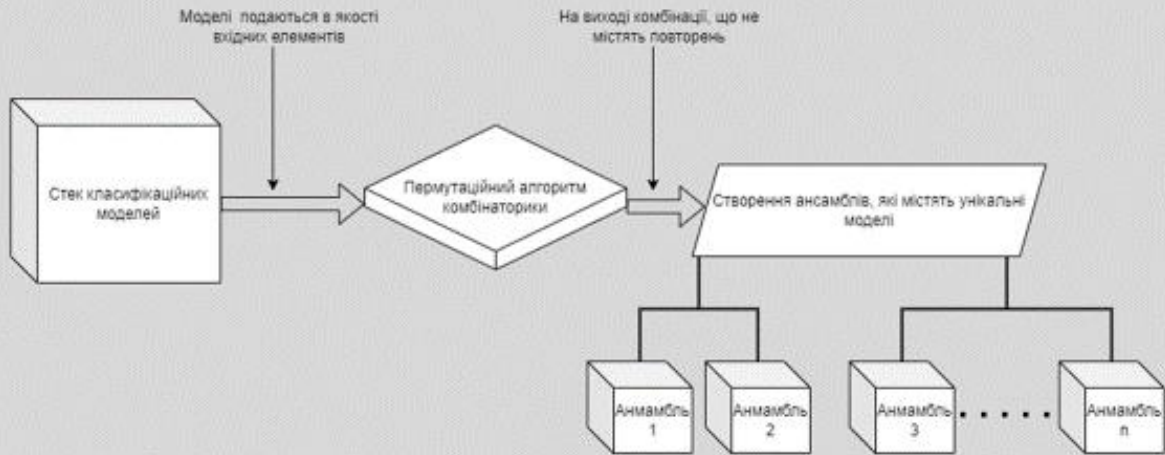 Моделі подаються в якості
вхідних елементів
На виході комбінації, що не
містять повторень
Стек класифікаційних
моделей
Пермутаційний алгоритм
комбінаторики
Створення ансамблів, які містять унікальні
моделі
Анмамбль
1
Анмамбль
2
Анмамбль
3
Анмамбль
n